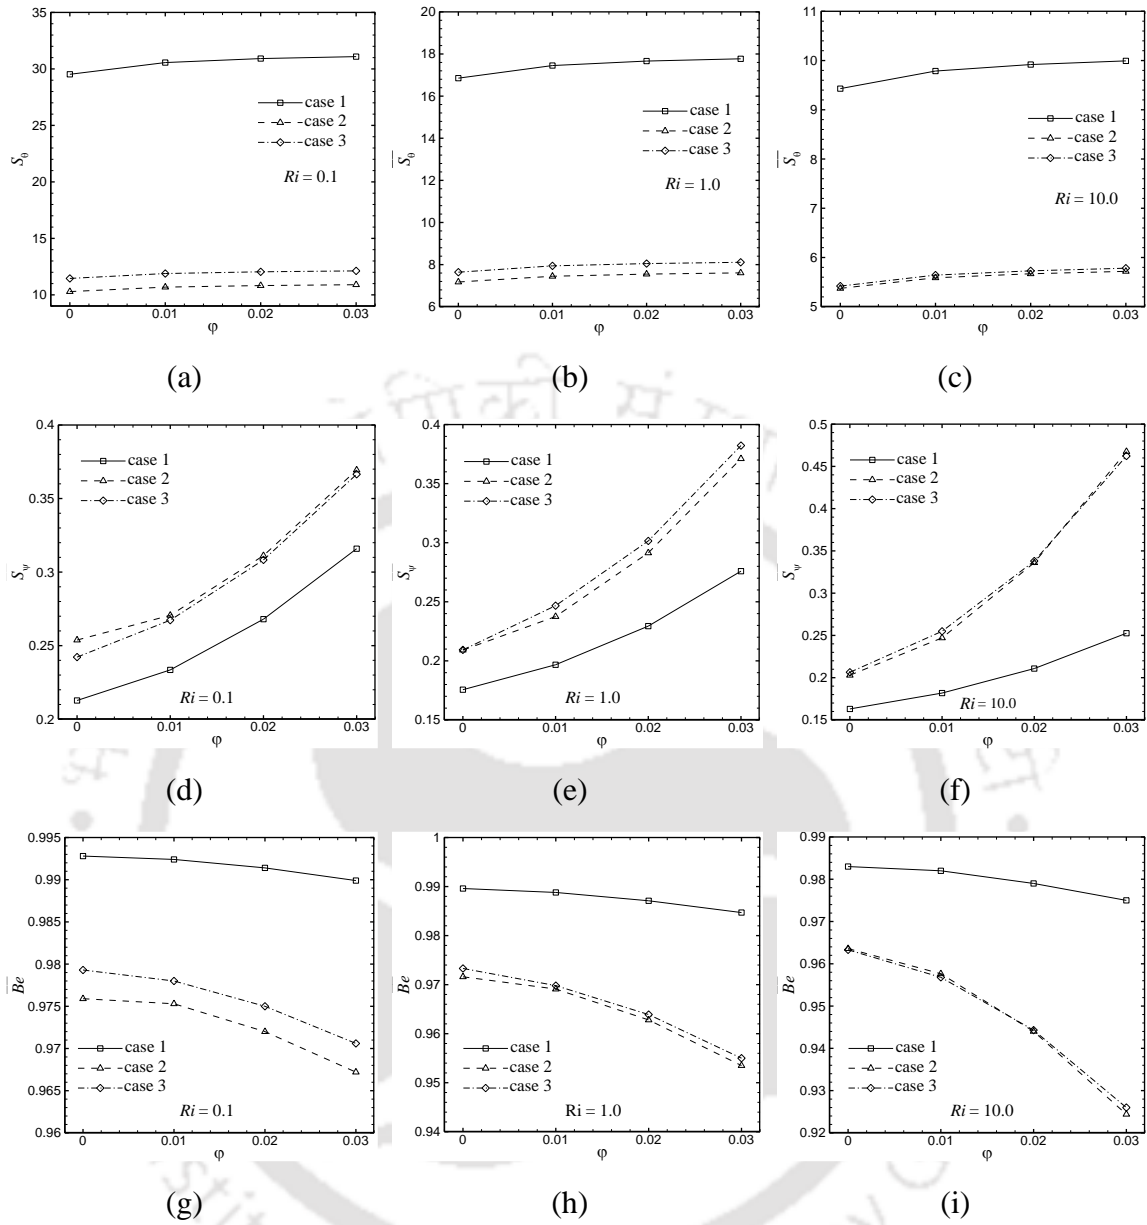 35
30
25
20
15
10
S_θ
case 1
case 2
case 3
Ri = 0.1
0 0.01 0.02 0.03
φ
(a)
20
18
16
14
12
10
8
6
S_θ
case 1
case 2
case 3
Ri = 1.0
0 0.01 0.02 0.03
φ
(b)
11
10
9
8
7
6
5
S_θ
case 1
case 2
case 3
Ri = 10.0
0 0.01 0.02 0.03
φ
(c)
0.4
0.35
0.3
0.25
0.2
S_ψ
case 1
case 2
case 3
Ri = 0.1
0 0.01 0.02 0.03
φ
(d)
0.4
0.35
0.3
0.25
0.2
0.15
S_ψ
case 1
case 2
case 3
Ri = 1.0
0 0.01 0.02 0.03
φ
(e)
0.5
0.45
0.4
0.35
0.3
0.25
0.2
0.15
S_ψ
case 1
case 2
case 3
Ri = 10.0
0 0.01 0.02 0.03
φ
(f)
0.995
0.99
0.985
0.98
0.975
0.97
0.965
0.96
Be
case 1
case 2
case 3
Ri = 0.1
0 0.01 0.02 0.03
φ
(g)
1
0.99
0.98
0.97
0.96
0.95
0.94
Be
case 1
case 2
case 3
Ri = 1.0
0 0.01 0.02 0.03
φ
(h)
0.99
0.98
0.97
0.96
0.95
0.94
0.93
0.92
Be
case 1
case 2
case 3
Ri = 10.0
0 0.01 0.02 0.03
φ
(i)